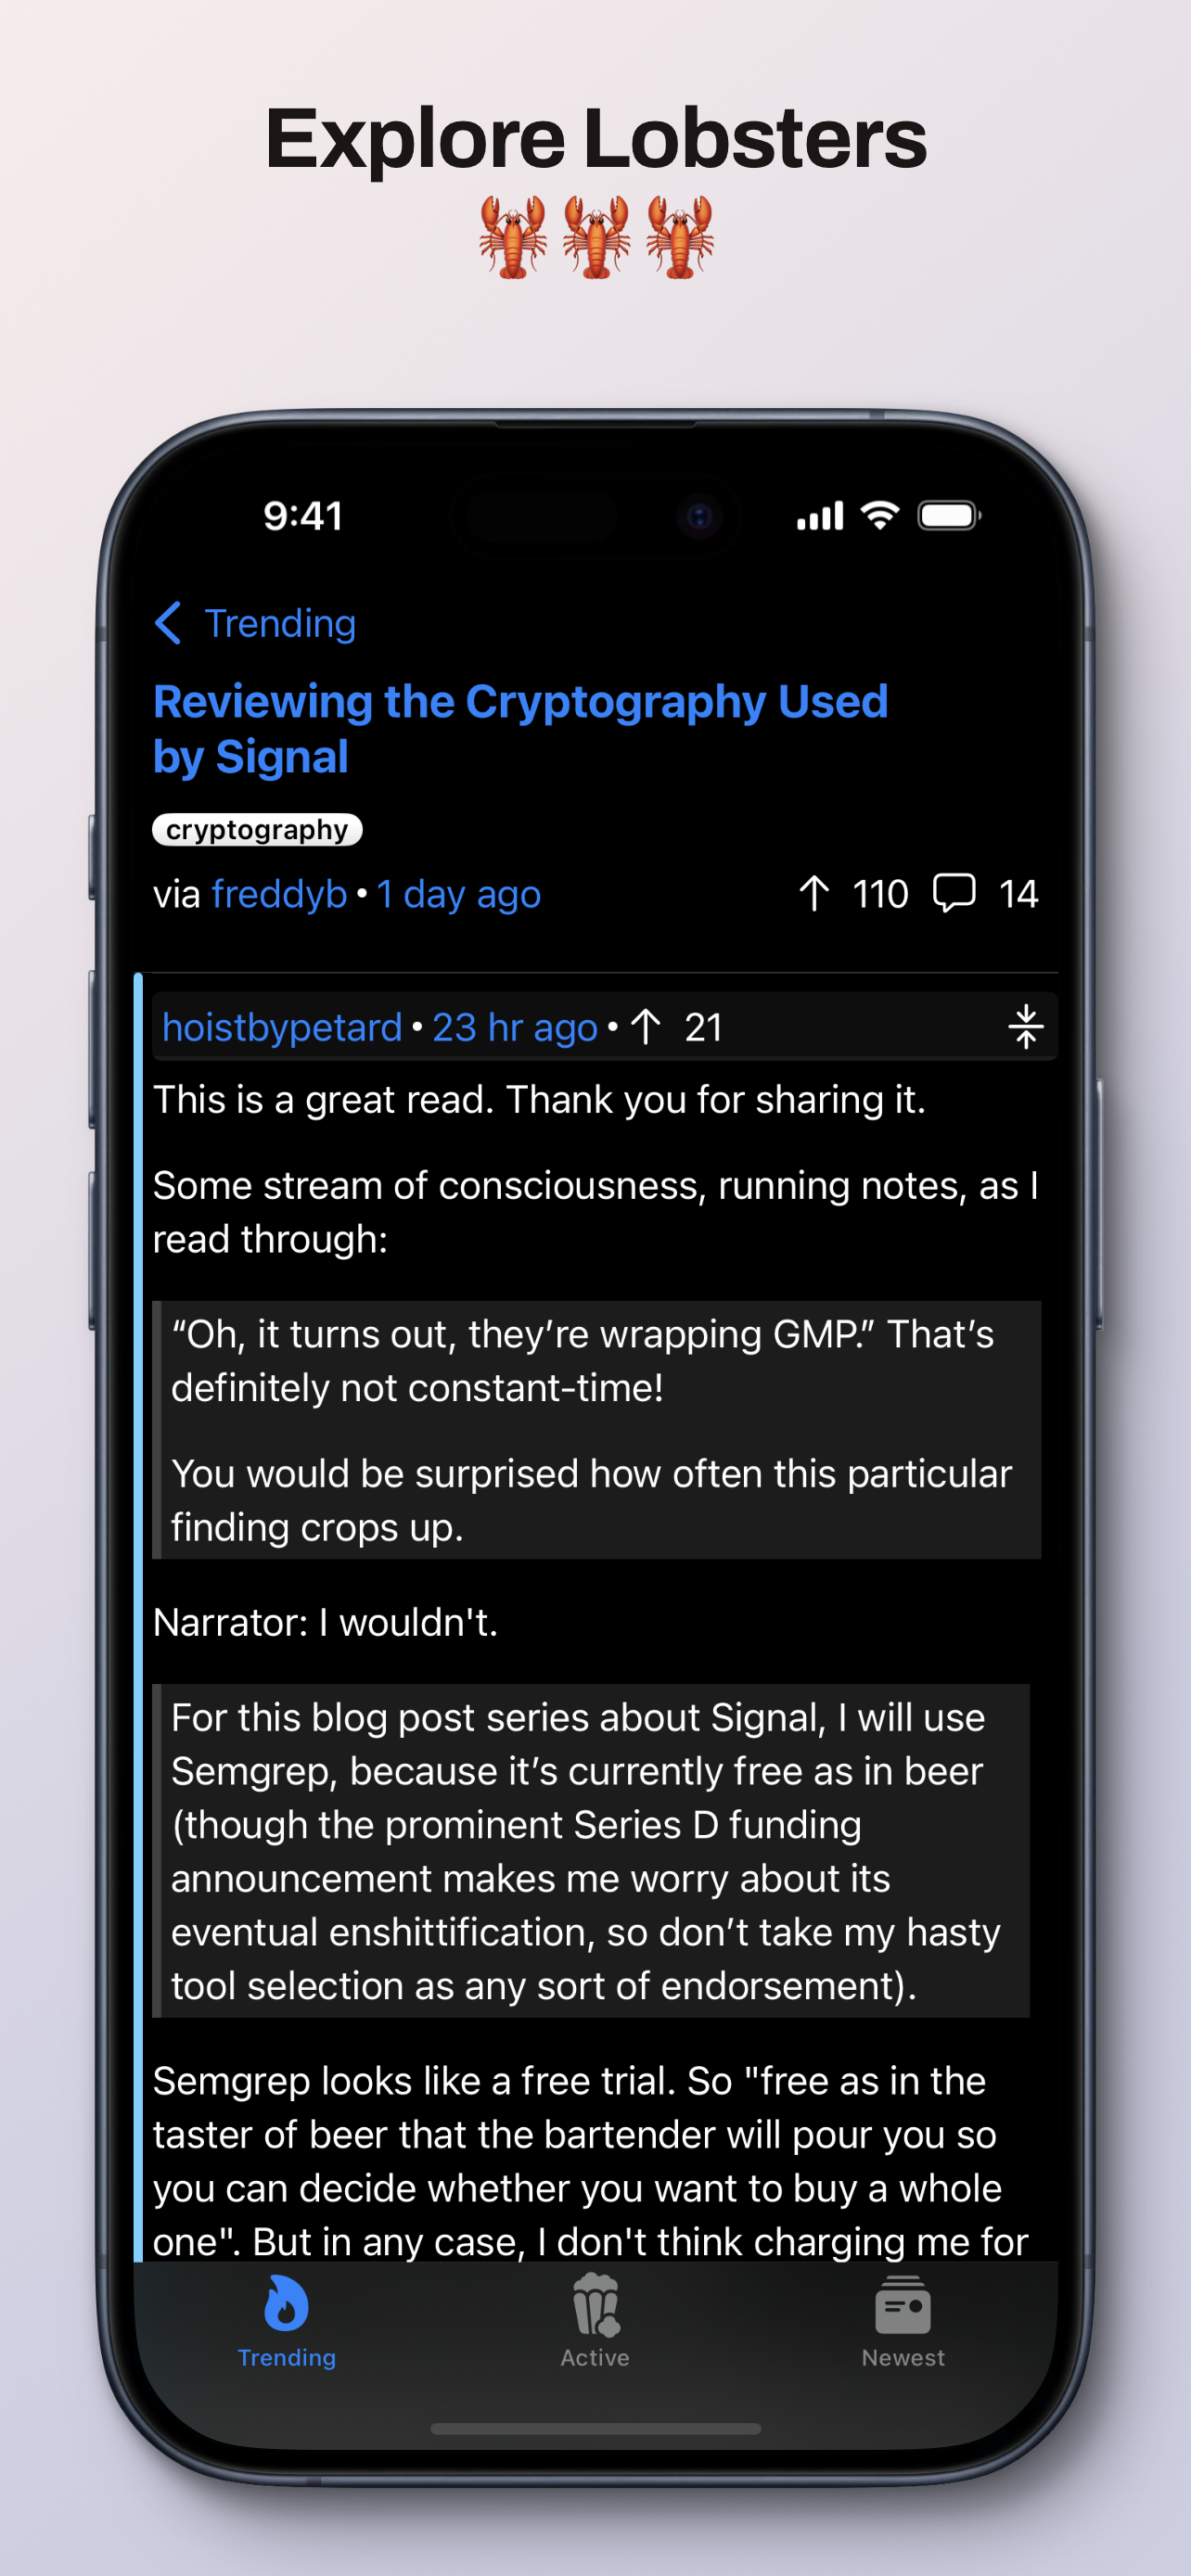 Explore Lobsters
🦞🦞🦞
9:41
Trending
Reviewing the Cryptography Used
by Signal
cryptography
via freddyb • 1 day ago ↑ 110 14
hoistbypetard • 23 hr ago • ↑ 21
This is a great read. Thank you for sharing it.
Some stream of consciousness, running notes, as I
read through:
“Oh, it turns out, they’re wrapping GMP.” That’s
definitely not constant-time!
You would be surprised how often this particular
finding crops up.
Narrator: I wouldn't.
For this blog post series about Signal, I will use
Semgrep, because it’s currently free as in beer
(though the prominent Series D funding
announcement makes me worry about its
eventual enshittification, so don’t take my hasty
tool selection as any sort of endorsement).
Semgrep looks like a free trial. So "free as in the
taster of beer that the bartender will pour you so
you can decide whether you want to buy a whole
one". But in any case, I don't think charging me for
Trending Active Newest